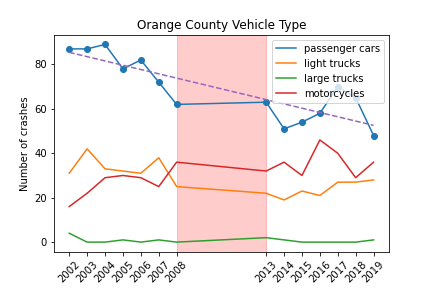 Orange County Vehicle Type
passenger cars
light trucks
large trucks
motorcycles
Number of crashes
80
60
40
20
0
2002 2003 2004 2005 2006 2007 2008 2013 2014 2015 2016 2017 2018 2019